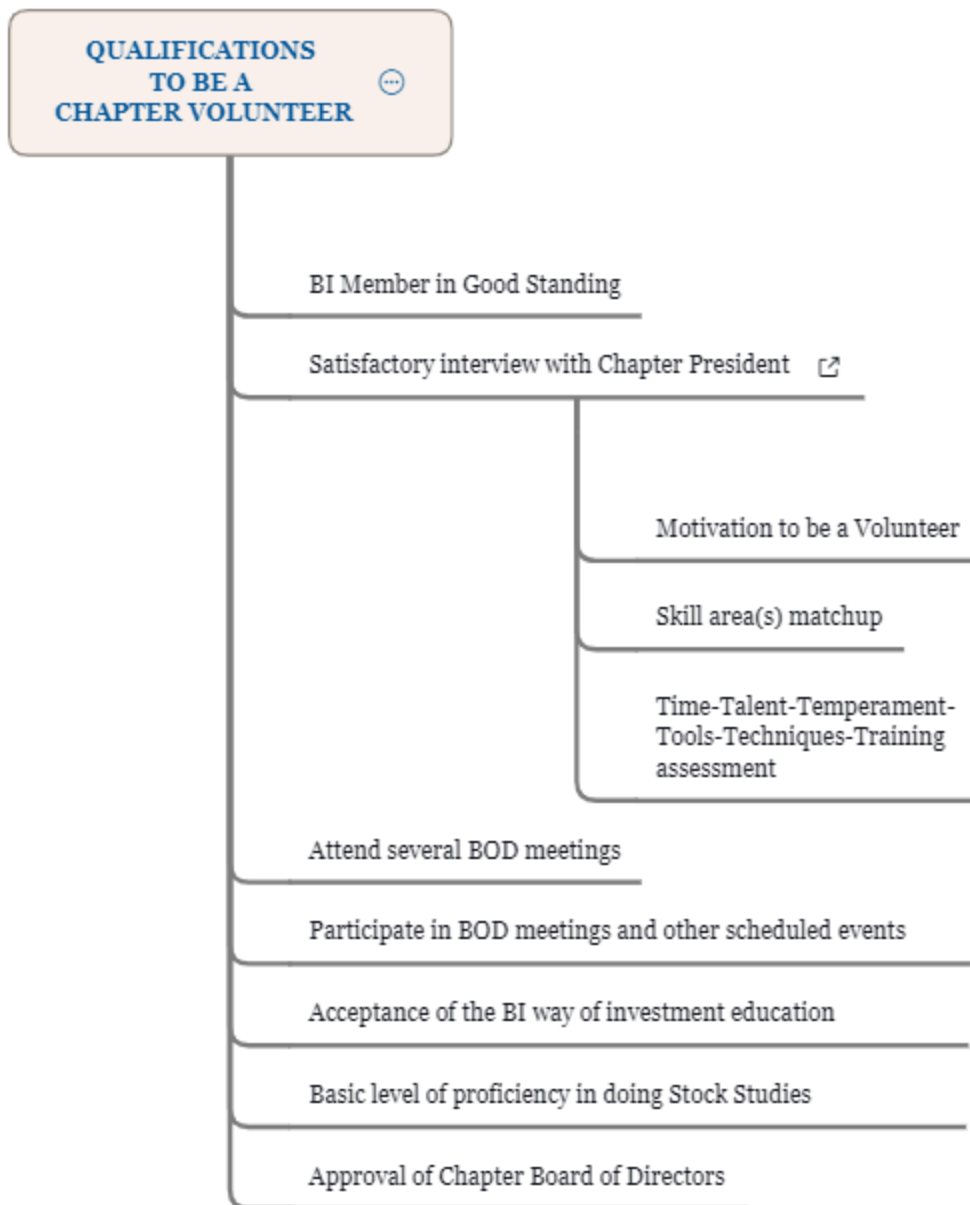 QUALIFICATIONS
TO BE A
CHAPTER VOLUNTEER
BI Member in Good Standing
Satisfactory interview with Chapter President
Motivation to be a Volunteer
Skill area(s) matchup
Time-Talent-Temperament-
Tools-Techniques-Training
assessment
Attend several BOD meetings
Participate in BOD meetings and other scheduled events
Acceptance of the BI way of investment education
Basic level of proficiency in doing Stock Studies
Approval of Chapter Board of Directors